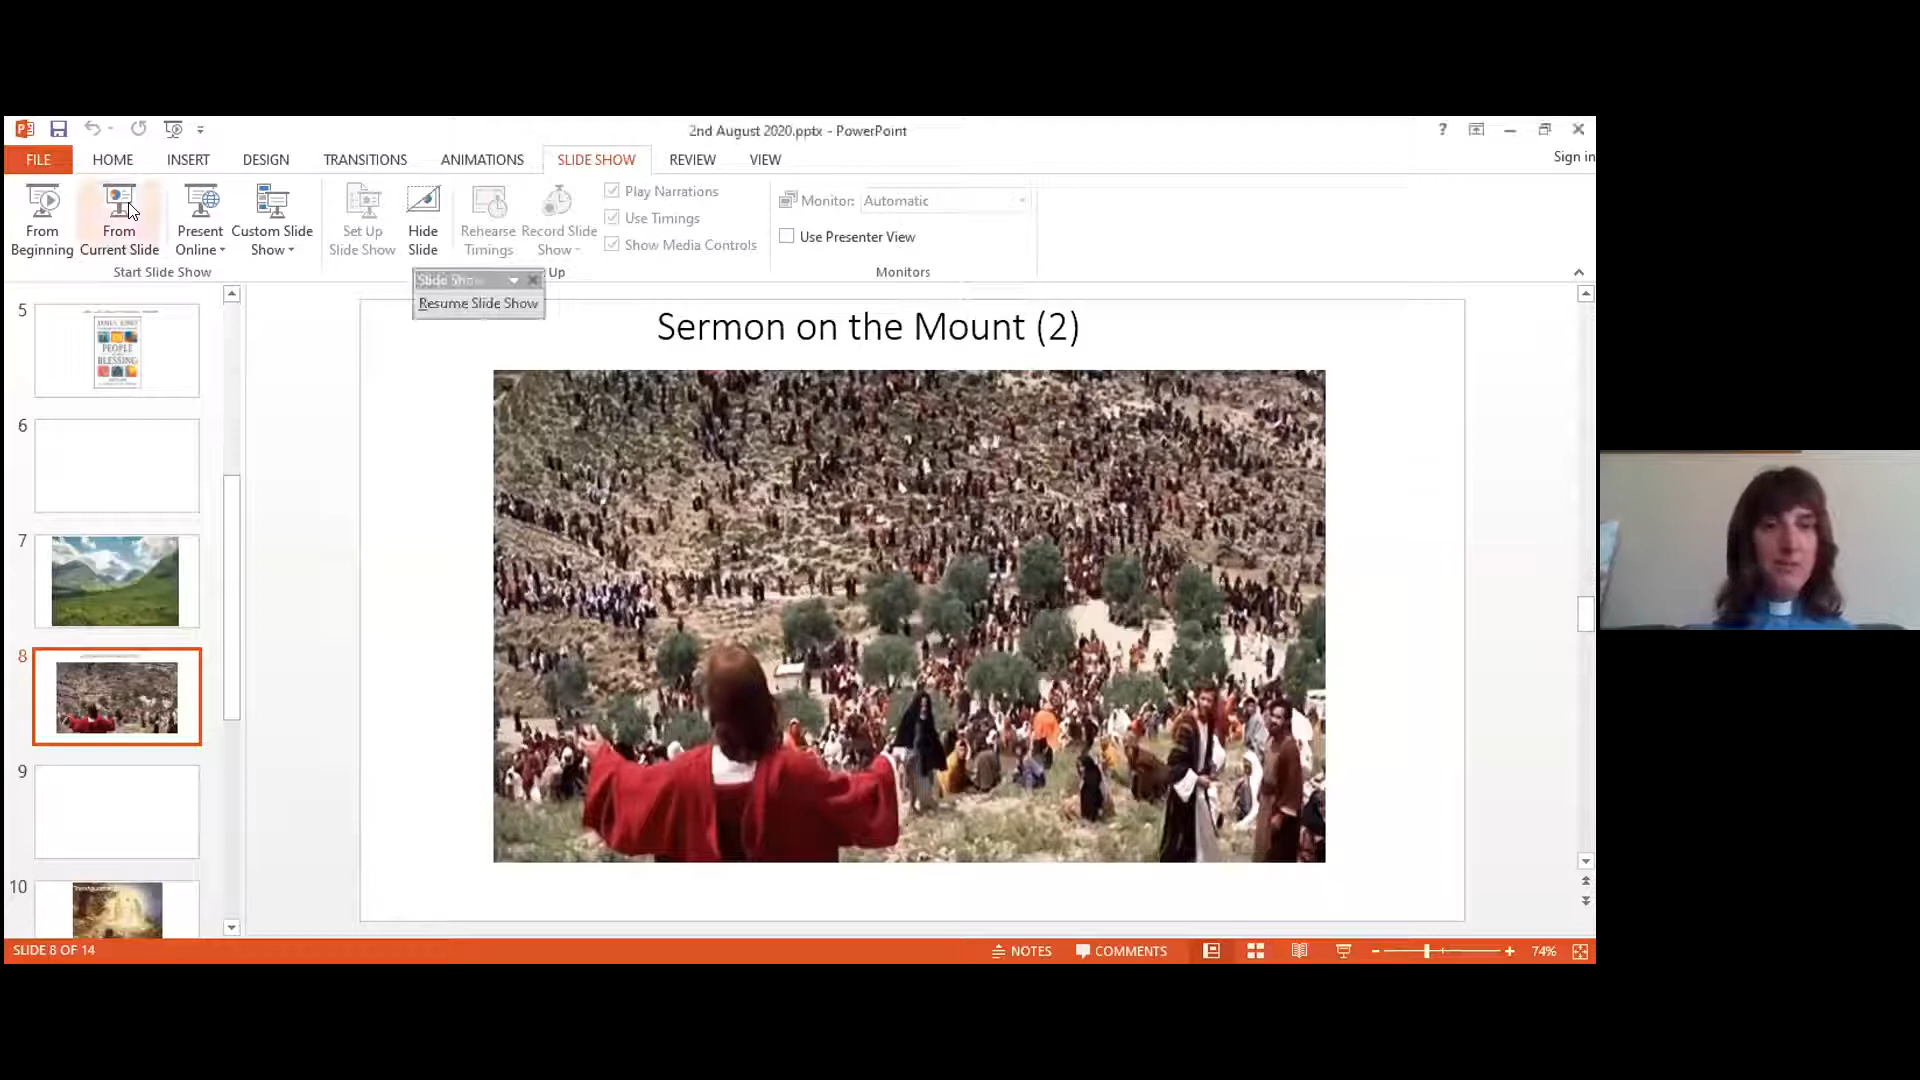 2nd August 2020.pptx - PowerPoint
?
Sign in
FILE HOME INSERT DESIGN TRANSITIONS ANIMATIONS SLIDE SHOW REVIEW VIEW
From Beginning
From Current Slide
Present Online
Custom Slide Show
Set Up Slide Show
Hide Slide
Rehearse Timings
Record Slide Show
Play Narrations
Use Timings
Show Media Controls
Monitor: Automatic
Use Presenter View
Start Slide Show
Up
Monitors
Slide Show
Resume Slide Show
5
PEOPLE
BLESSING
6
7
8
9
10
Sermon on the Mount (2)
SLIDE 8 OF 14
NOTES
COMMENTS
74%